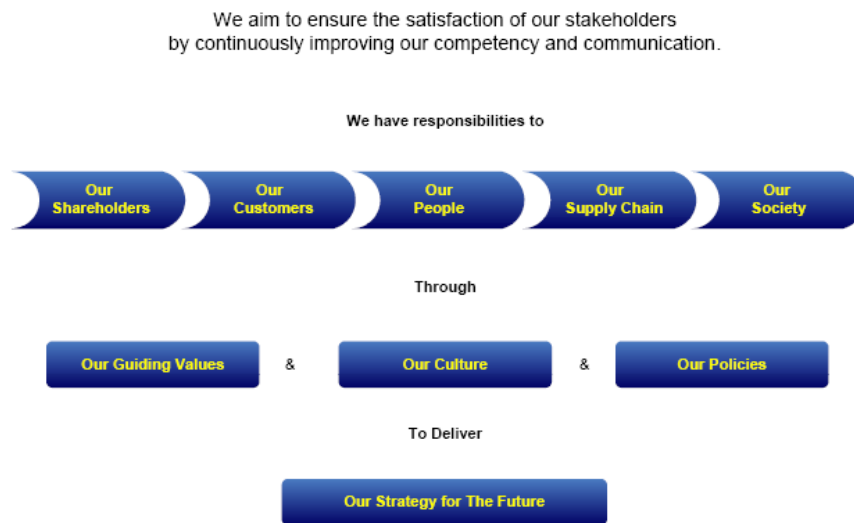 We aim to ensure the satisfaction of our stakeholders
by continuously improving our competency and communication.
We have responsibilities to
Our
Shareholders
Our
Customers
Our
People
Our
Supply Chain
Our
Society
Through
Our Guiding Values
&
Our Culture
&
Our Policies
To Deliver
Our Strategy for The Future